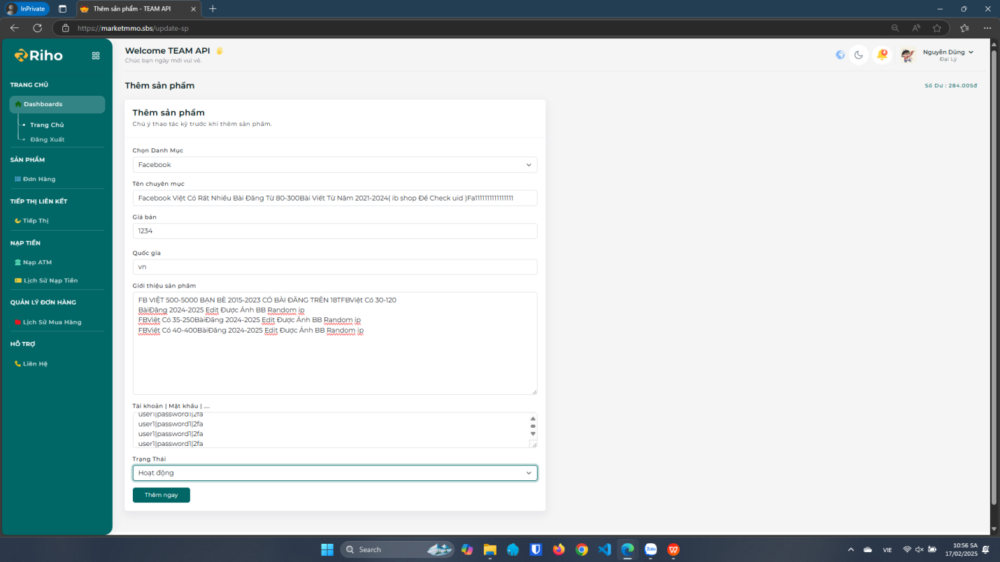 InPrivate
Thêm sản phẩm - TEAM API
https://marketmmo.sbs/update-sp
Riho
TRANG CHỦ
Dashboards
Trang Chủ
Đăng Xuất
SẢN PHẨM
Đơn Hàng
TIẾP THỊ LIÊN KẾT
Tiếp Thị
NẠP TIỀN
Nạp ATM
Lịch Sử Nạp Tiền
QUẢN LÝ ĐƠN HÀNG
Lịch Sử Mua Hàng
HỖ TRỢ
Liên Hệ
Welcome TEAM API
Chúc bạn ngày mới vui vẻ.
4
Nguyễn Dũng
Đại Lý
Thêm sản phẩm
Số Dư : 284.005đ
Thêm sản phẩm
Chú ý thao tác kỹ trước khi thêm sản phẩm.
Chọn Danh Mục
Facebook
Tên chuyên mục
Facebook Việt Có Rất Nhiều Bài Đăng Từ 80-300Bài Viết Từ Năm 2021-2024( ib shop Để Check uid )Fa1111111111111111
Giá bán
1234
Quốc gia
vn
Giới thiệu sản phẩm
FB VIỆT 500-5000 BẠN BÈ 2015-2023 CÓ BÀI ĐĂNG TRÊN 18TFBViệt Có 30-120
BàiĐăng 2024-2025 Edit Được Ảnh BB Random ip
FBViệt Có 35-250BàiĐăng 2024-2025 Edit Được Ảnh BB Random ip
FBViệt Có 40-400BàiĐăng 2024-2025 Edit Được Ảnh BB Random ip
Tài khoản | Mật khẩu | ....
user1|password1|2fa
user1|password1|2fa
user1|password1|2fa
user1|password1|2fa
Trạng Thái
Hoạt động
Thêm ngay
Search
Zalo
VIE
10:56 SA
17/02/2025